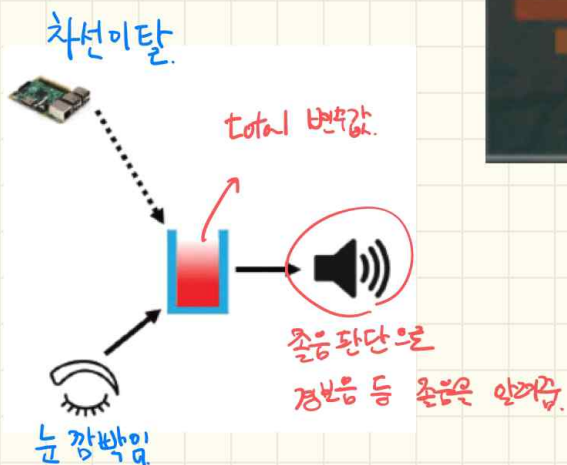 차선이탈.
total 변수값.
졸음 판단으로
경보음 등 졸음을 알려줌.
눈 깜빡임